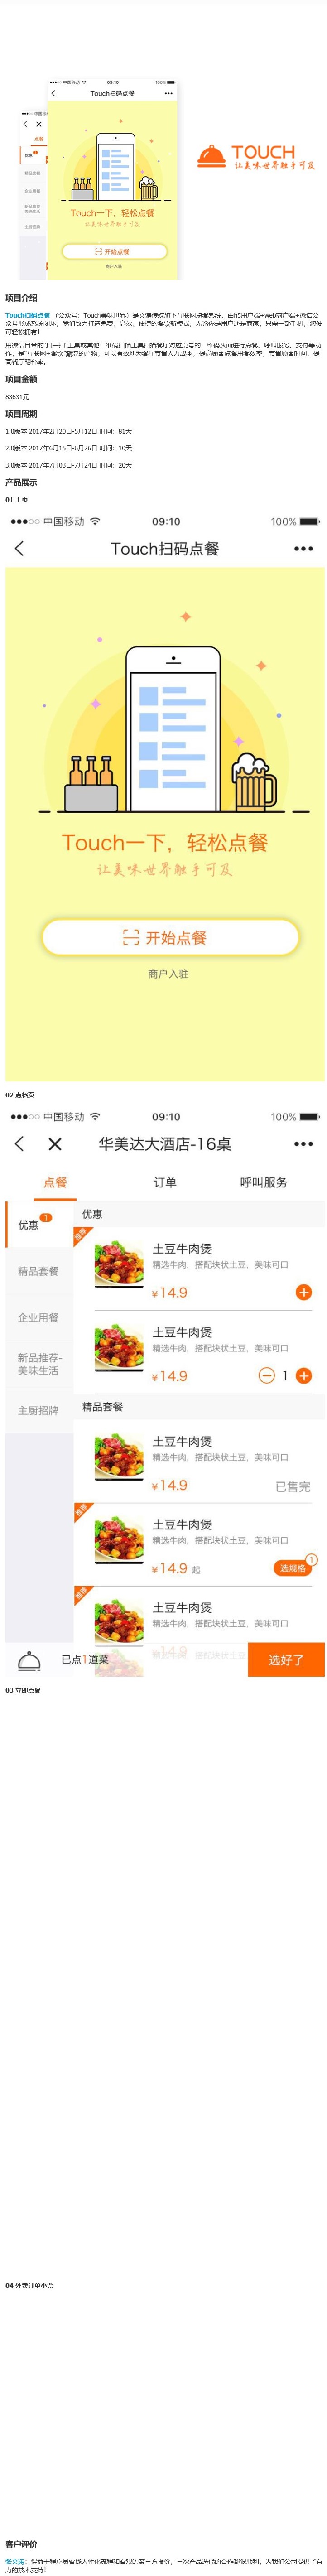 中国移动 09:10
Touch扫码点餐
点餐
优惠
精品套餐
企业用餐
新品推荐-
美味生活
主厨招牌
Touch一下，轻松点餐
开始点餐
商户入驻
TOUCH
让美味世界触手可及
项目介绍
Touch扫码点餐 （公众号：Touch美味世界）是文涛传媒旗下互联网点餐系统，由h5用户端+web商户端+微信公
众号形成系统闭环，我们致力打造免费、高效、便捷的餐饮新模式，无论你是用户还是商家，只需一部手机，您便
可轻松拥有！
用微信自带的“扫一扫”工具或其他二维码扫描工具扫描餐厅对应桌号的二维码从而进行点餐、呼叫服务、支付等动
作，是“互联网+餐饮”潮流的产物，可以有效地为餐厅节省人力成本，提高顾客点餐用餐效率，节省顾客时间，提
高餐厅翻台率。
项目金额
83631元
项目周期
1.0版本 2017年2月20日-5月12日 时间：81天
2.0版本 2017年6月15日-6月26日 时间：10天
3.0版本 2017年7月03日-7月24日 时间：20天
产品展示
01 主页
中国移动 09:10 100%
Touch扫码点餐
Touch一下，轻松点餐
让美味世界触手可及
开始点餐
商户入驻
02 点餐页
中国移动 09:10 100%
华美达大酒店-16桌
点餐 订单 呼叫服务
优惠 1
精品套餐
企业用餐
新品推荐-
美味生活
主厨招牌
优惠
土豆牛肉煲
精选牛肉，搭配块状土豆，美味可口
¥14.9
土豆牛肉煲
精选牛肉，搭配块状土豆，美味可口
¥14.9 1
精品套餐
土豆牛肉煲
精选牛肉，搭配块状土豆，美味可口
¥14.9 已售完
土豆牛肉煲
精选牛肉，搭配块状土豆，美味可口
¥14.9 起 选规格 1
土豆牛肉煲
精选牛肉，搭配块状土豆，美味可口
¥14.9
已点1道菜 选好了
03 立即点餐
04 外卖订单小票
客户评价
张文涛：得益于程序员客栈人性化流程和客观的第三方报价，三次产品迭代的合作都很顺利，为我们公司提供了有
力的技术支持！